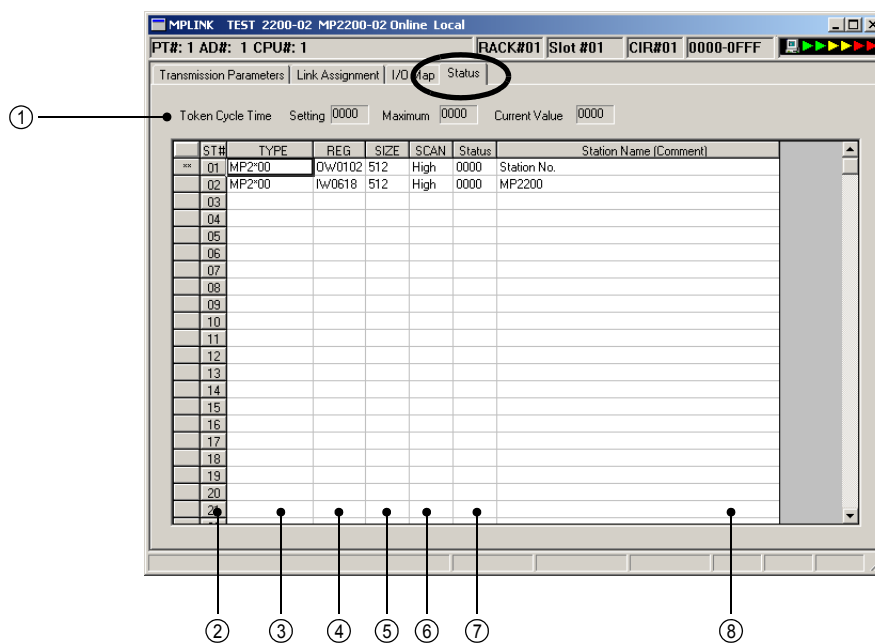 MPLINK TEST 2200-02 MP2200-02 Online Local
PT#: 1 AD#: 1 CPU#: 1 RACK#01 Slot #01 CIR#01 0000-0FFF
Transmission Parameters Link Assignment I/O Map Status
① Token Cycle Time Setting 0000 Maximum 0000 Current Value 0000
ST# TYPE REG SIZE SCAN Status Station Name (Comment)
** 01 MP2*00 OW0102 512 High 0000 Station No.
02 MP2*00 IW0618 512 High 0000 MP2200
03
04
05
06
07
08
09
10
11
12
13
14
15
16
17
18
19
20
21
② ③ ④ ⑤ ⑥ ⑦ ⑧